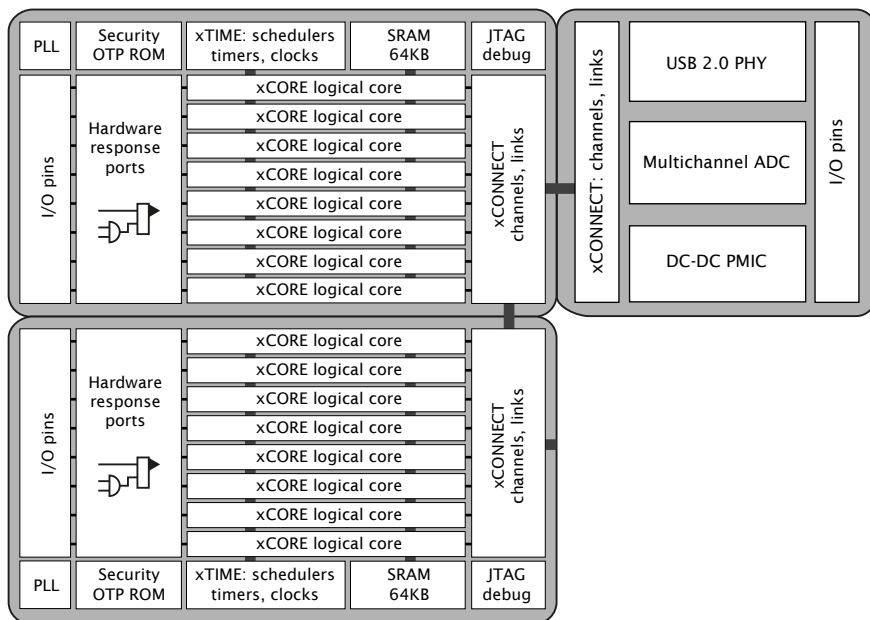 PLL
Security
OTP ROM
xTIME: schedulers
timers, clocks
SRAM
64KB
JTAG
debug
I/O pins
Hardware
response
ports
xCORE logical core
xCORE logical core
xCORE logical core
xCORE logical core
xCORE logical core
xCORE logical core
xCORE logical core
xCORE logical core
xCONNECT
channels, links
xCONNECT: channels, links
USB 2.0 PHY
Multichannel ADC
DC-DC PMIC
I/O pins
I/O pins
Hardware
response
ports
xCORE logical core
xCORE logical core
xCORE logical core
xCORE logical core
xCORE logical core
xCORE logical core
xCORE logical core
xCORE logical core
xCONNECT
channels, links
PLL
Security
OTP ROM
xTIME: schedulers
timers, clocks
SRAM
64KB
JTAG
debug